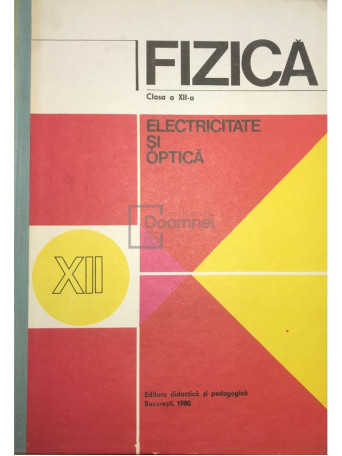 FIZICĂ
Clasa a XII-a
ELECTRICITATE
ȘI
OPTICĂ
Doamnei
XII
Editura didactică și pedagogică
București, 1980